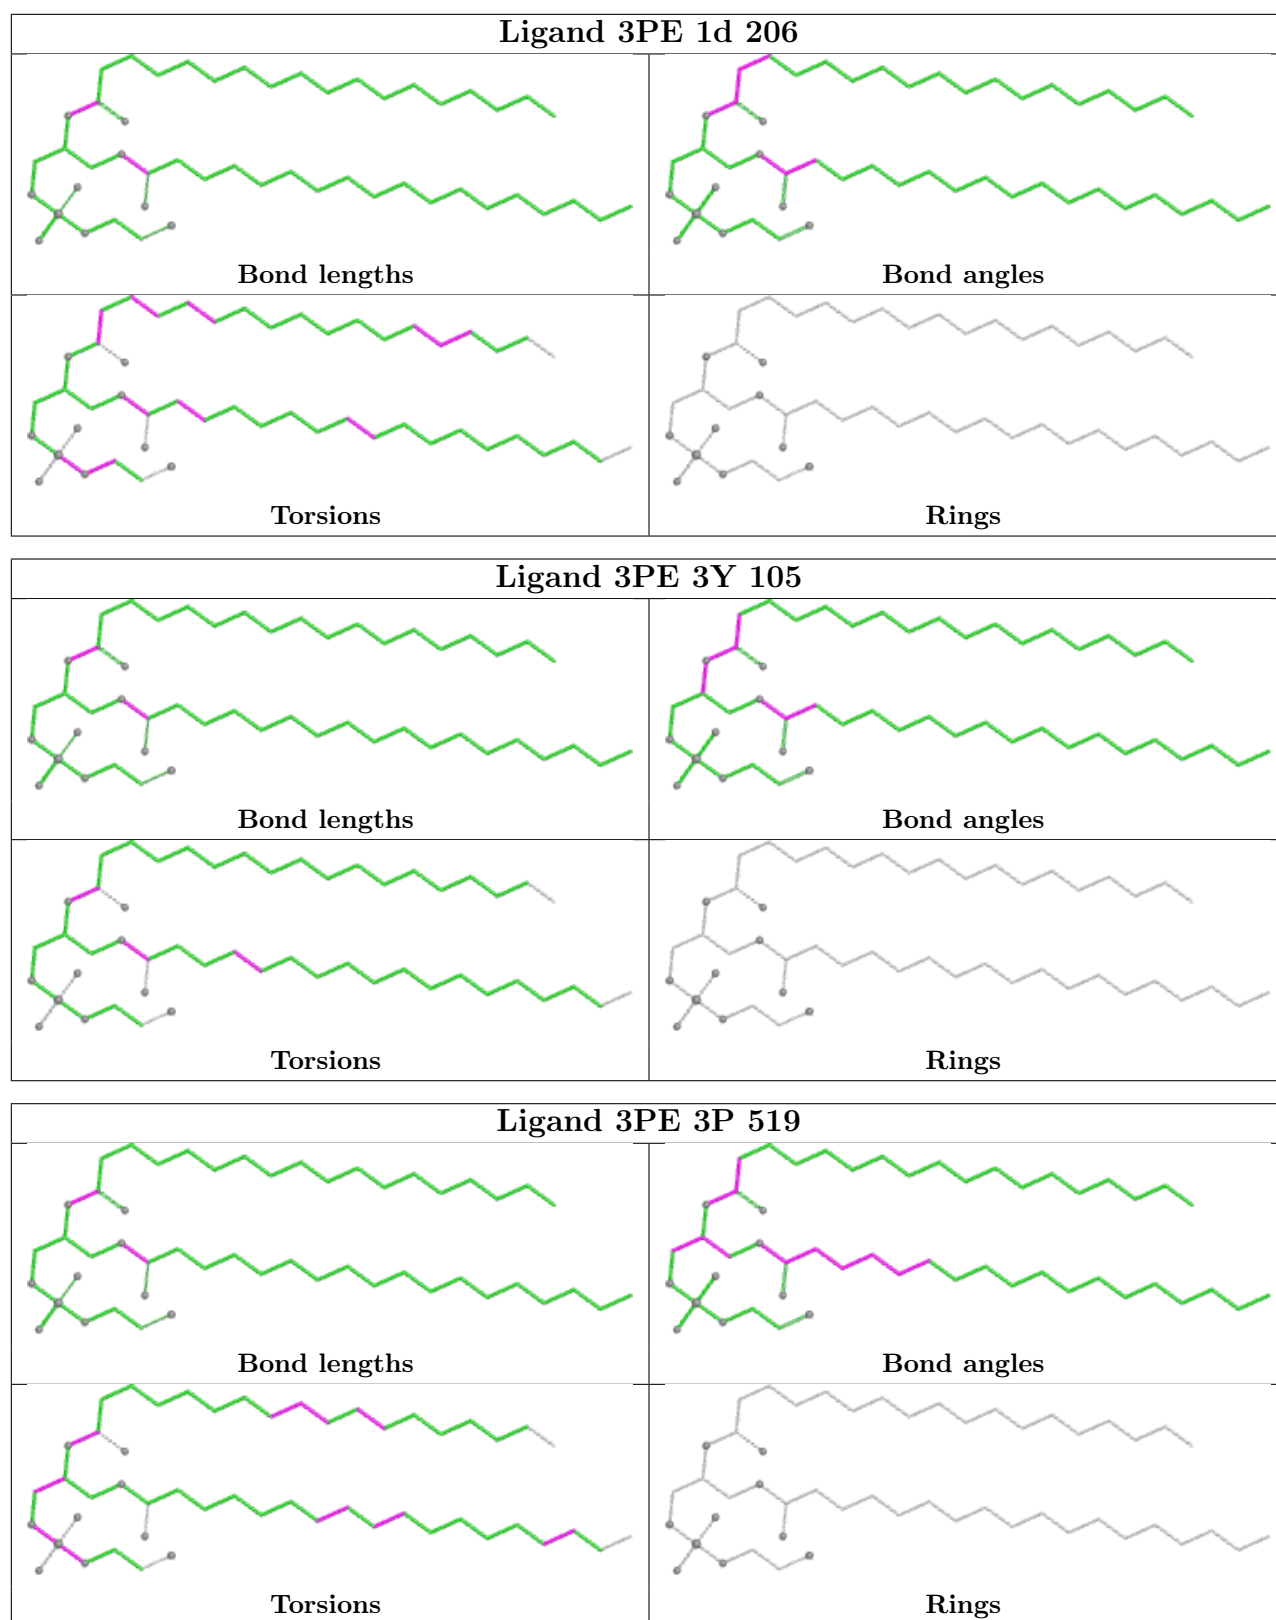 Ligand 3PE 1d 206
Bond lengths
Bond angles
Torsions
Rings
Ligand 3PE 3Y 105
Bond lengths
Bond angles
Torsions
Rings
Ligand 3PE 3P 519
Bond lengths
Bond angles
Torsions
Rings